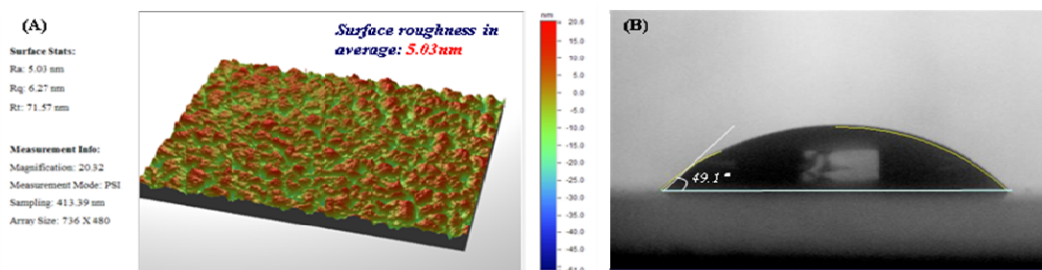 (A)
Surface Stats:
Ra: 5.03 nm
Rq: 6.27 nm
Rt: 71.57 nm
Measurement Info:
Magnification: 20.32
Measurement Mode: PSI
Sampling: 413.39 nm
Array Size: 736 X 480
Surface roughness in
average: 5.03nm
nm
20.6
15.0
10.0
5.0
0.0
-5.0
-10.0
-15.0
-20.0
-25.0
-30.0
-35.0
-40.0
-45.0
-50.0
(B)
49.1°